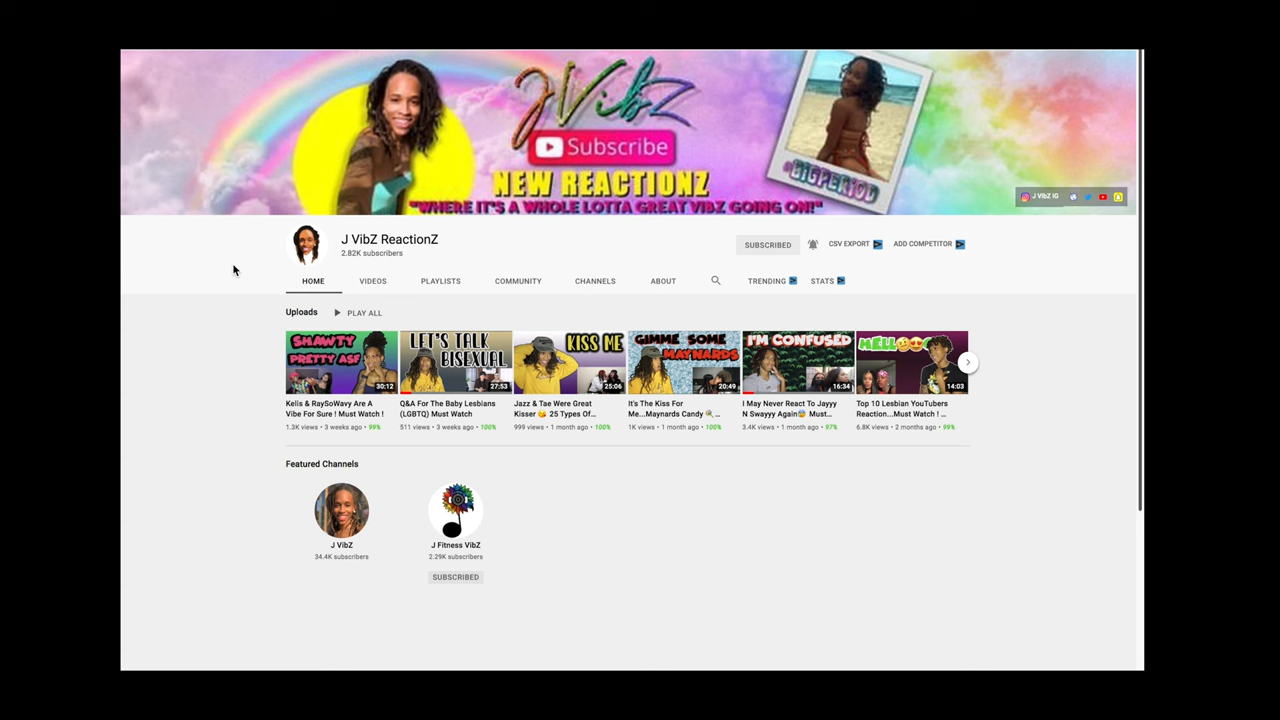 JVibZ
Subscribe
NEW REACTIONZ
"WHERE IT'S A WHOLE LOTTA GREAT VIBZ GOING ON!"
@BIGPERIOD
J VibZ IG
J VibZ ReactionZ
2.82K subscribers
SUBSCRIBED
CSV EXPORT
ADD COMPETITOR
HOME
VIDEOS
PLAYLISTS
COMMUNITY
CHANNELS
ABOUT
TRENDING
STATS
Uploads
PLAY ALL
SHAWTY
PRETTY ASF
30:12
LET'S TALK
BISEXUAL
27:53
KISS ME
25:06
GIMME SOME
MAYNARDS
20:49
I'M CONFUSED
16:34
HELLO
14:03
Kelis & RaySoWavy Are A
Vibe For Sure ! Must Watch !
1.3K views • 3 weeks ago • 99%
Q&A For The Baby Lesbians
(LGBTQ) Must Watch
511 views • 3 weeks ago • 100%
Jazz & Tae Were Great
Kisser 😘 25 Types Of...
999 views • 1 month ago • 100%
It's The Kiss For
Me...Maynards Candy 🍭 ...
1K views • 1 month ago • 100%
I May Never React To Jayyy
N Swayyy Again😰 Must...
3.4K views • 1 month ago • 97%
Top 10 Lesbian YouTubers
Reaction...Must Watch ! ...
6.8K views • 2 months ago • 99%
Featured Channels
J VibZ
34.4K subscribers
J Fitness VibZ
2.29K subscribers
SUBSCRIBED